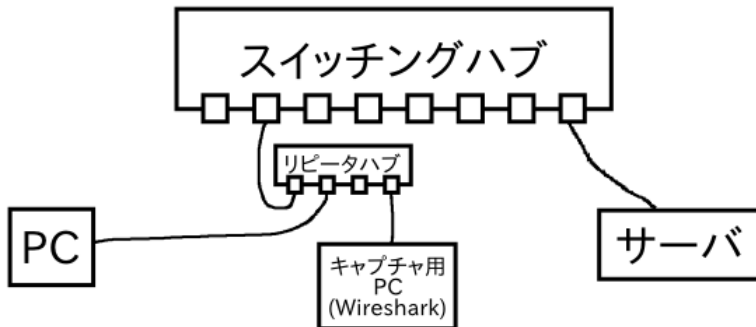 スイッチングハブ
リピータハブ
PC
キャプチャ用
PC
(Wireshark)
サーバ